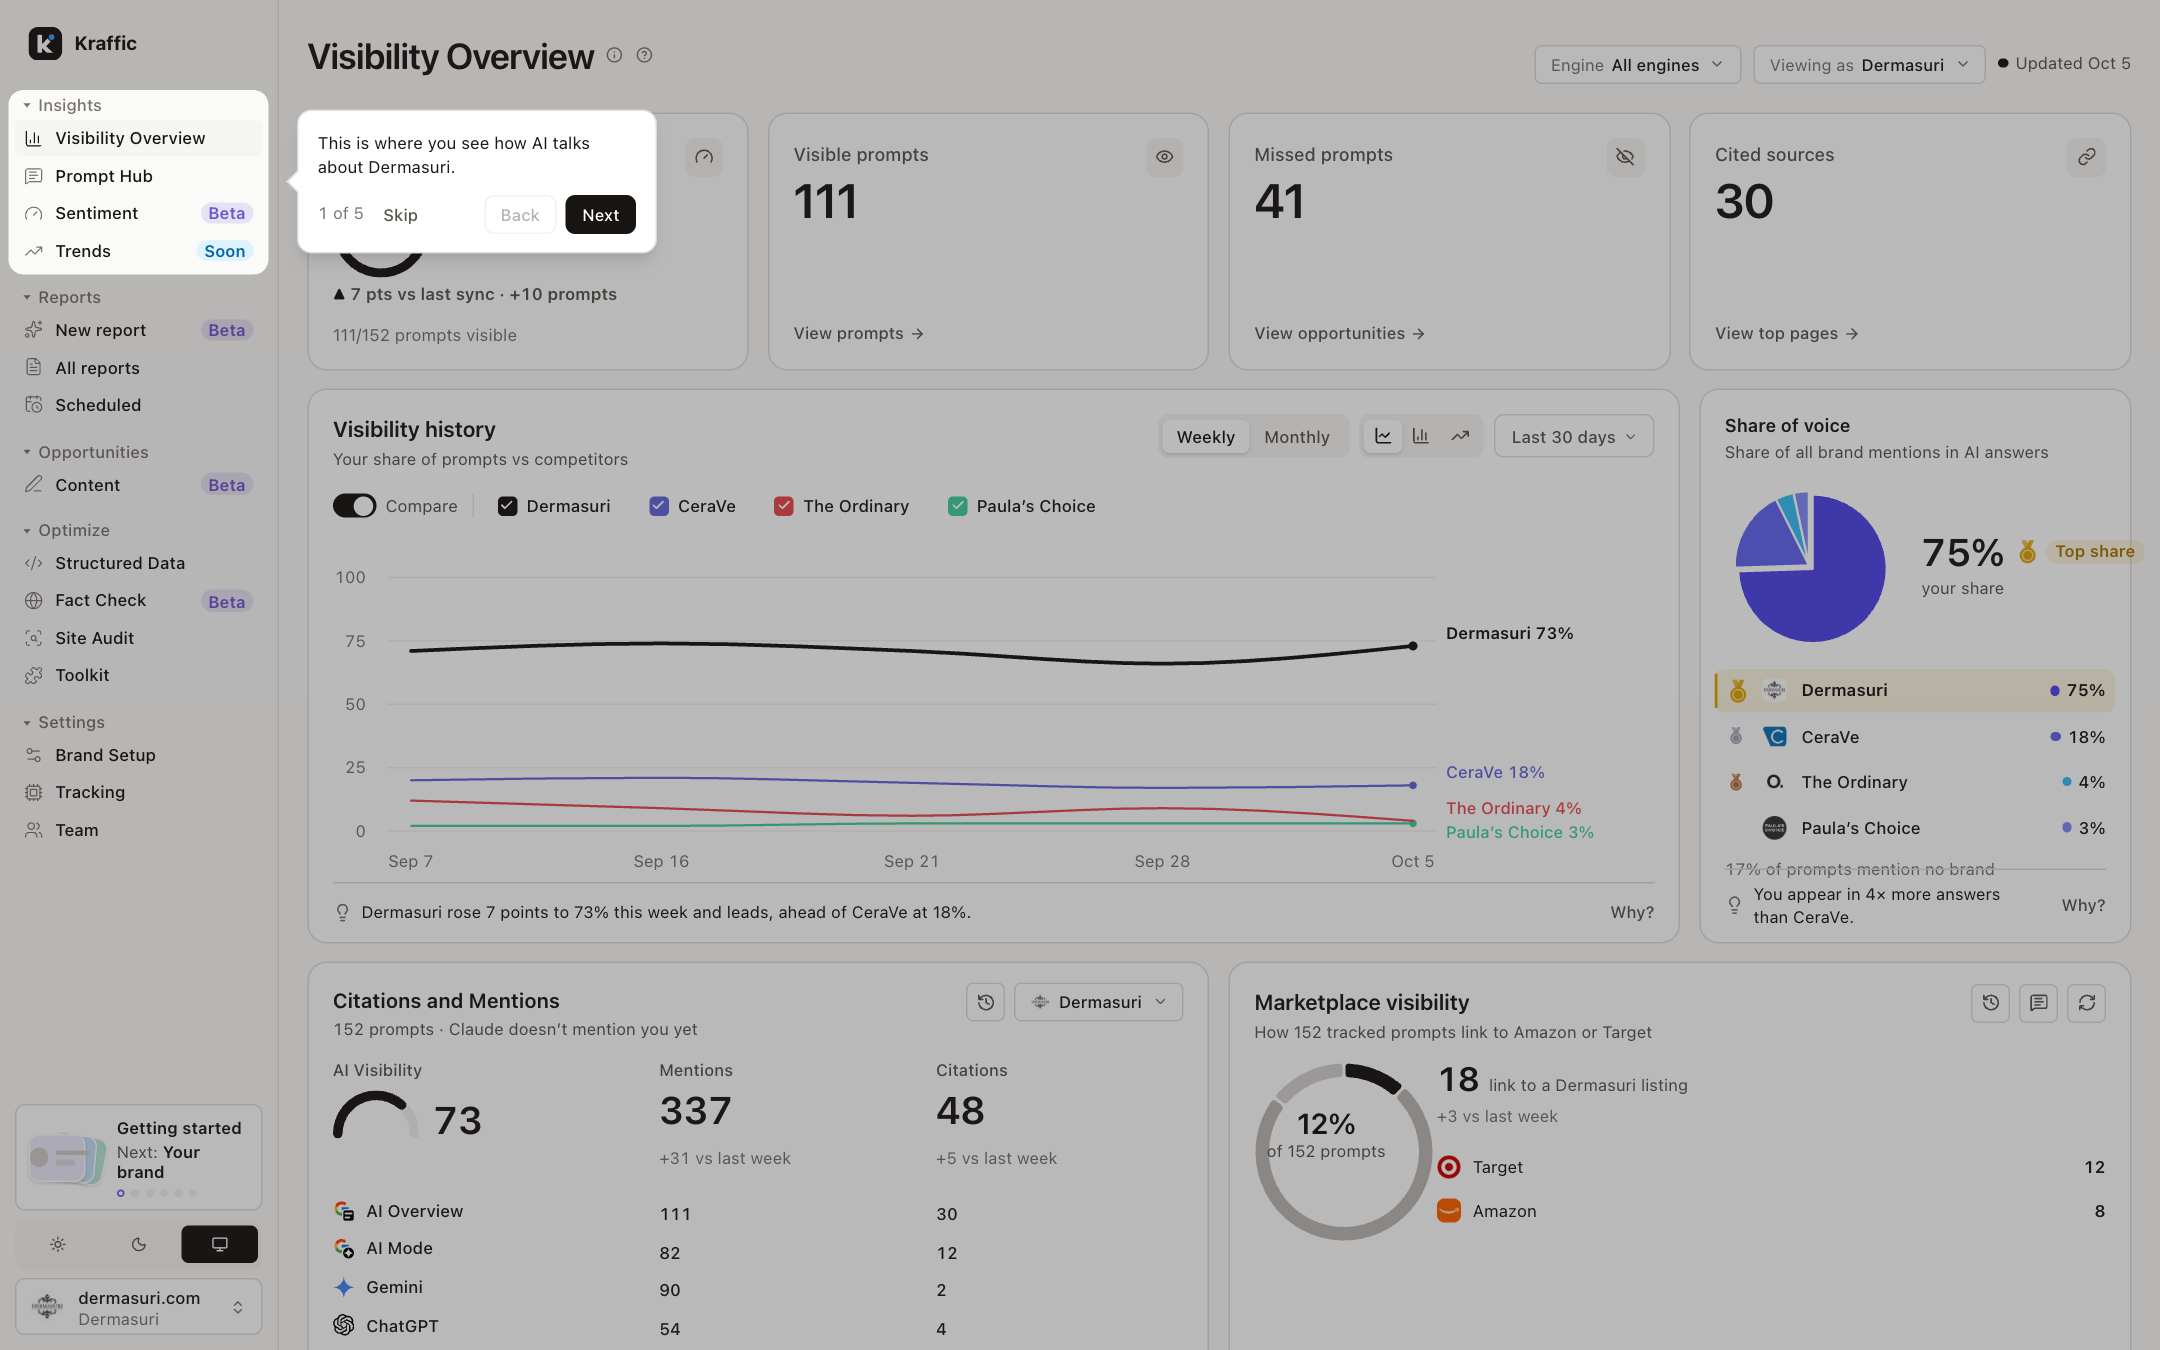 Kraffic
Insights
Visibility Overview
Prompt Hub
Sentiment Beta
Trends Soon
Reports
New report Beta
All reports
Scheduled
Opportunities
Content Beta
Optimize
Structured Data
Fact Check Beta
Site Audit
Toolkit
Settings
Brand Setup
Tracking
Team
Getting started
Next: Your
brand
dermasuri.com
Dermasuri
Visibility Overview
Engine All engines
Viewing as Dermasuri
Updated Oct 5
This is where you see how AI talks
about Dermasuri.
1 of 5 Skip Back Next
▲ 7 pts vs last sync · +10 prompts
111/152 prompts visible
Visible prompts
111
View prompts →
Missed prompts
41
View opportunities →
Cited sources
30
View top pages →
Visibility history
Your share of prompts vs competitors
Weekly Monthly
Last 30 days
Compare Dermasuri CeraVe The Ordinary Paula's Choice
100
75
50
25
0
Dermasuri 73%
CeraVe 18%
The Ordinary 4%
Paula's Choice 3%
Sep 7 Sep 16 Sep 21 Sep 28 Oct 5
Dermasuri rose 7 points to 73% this week and leads, ahead of CeraVe at 18%. Why?
Share of voice
Share of all brand mentions in AI answers
75% Top share
your share
Dermasuri 75%
CeraVe 18%
O. The Ordinary 4%
Paula's Choice 3%
17% of prompts mention no brand
You appear in 4× more answers
than CeraVe.
Why?
Citations and Mentions
152 prompts · Claude doesn't mention you yet
Dermasuri
AI Visibility Mentions Citations
73 337 48
+31 vs last week +5 vs last week
AI Overview 111 30
AI Mode 82 12
Gemini 90 2
ChatGPT 54 4
Marketplace visibility
How 152 tracked prompts link to Amazon or Target
12%
of 152 prompts
18 link to a Dermasuri listing
+3 vs last week
Target 12
Amazon 8